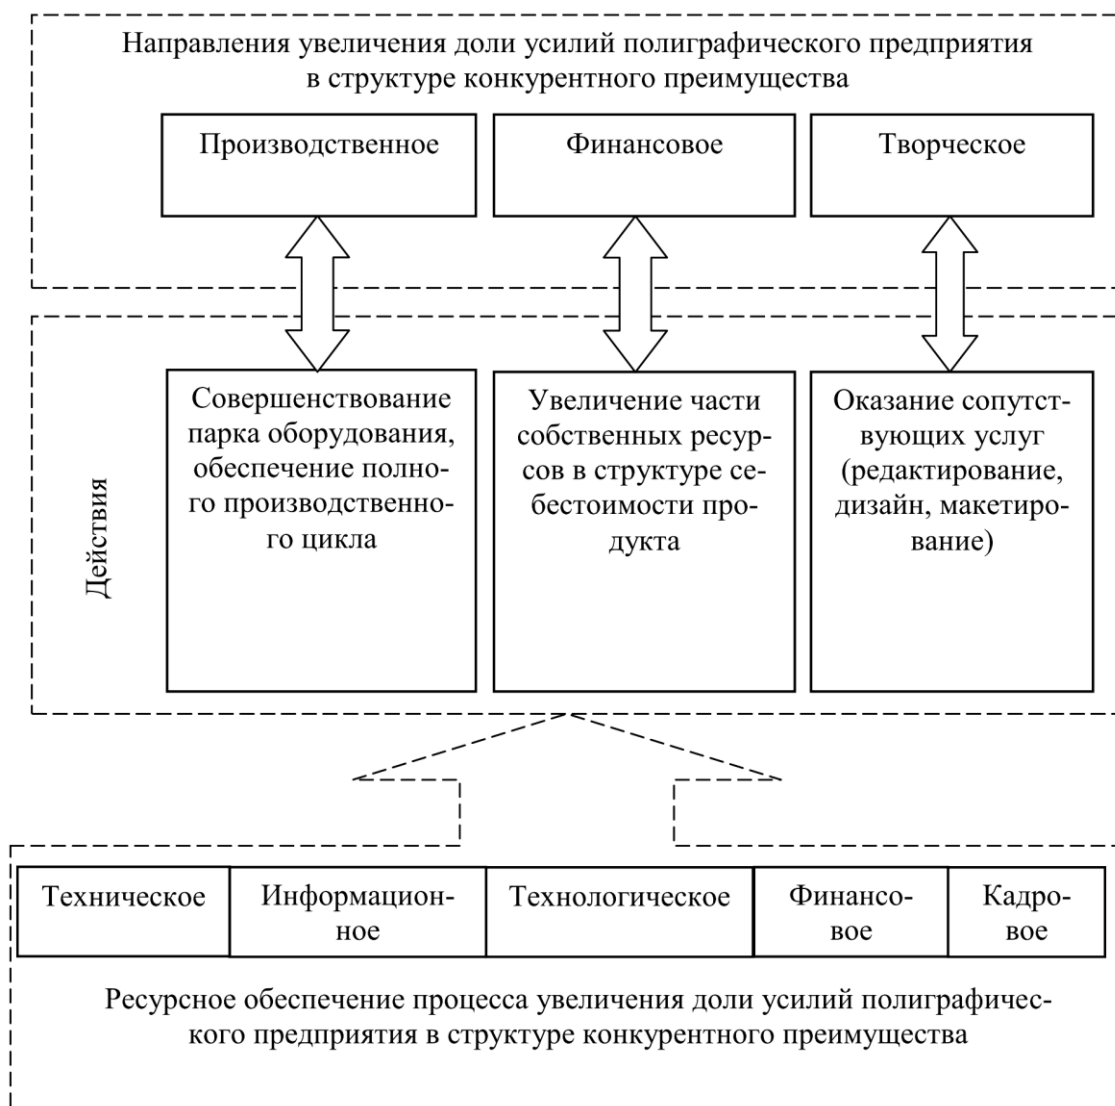 Направления увеличения доли усилий полиграфического предприятия
в структуре конкурентного преимущества
Производственное
Финансовое
Творческое
Действия
Совершенствование
парка оборудования,
обеспечение полно-
го производственно-
го цикла
Увеличение части
собственных ресур-
сов в структуре се-
бестоимости про-
дукта
Оказание сопутст-
вующих услуг
(редактирование,
дизайн, макетиро-
вание)
Техническое
Информацион-
ное
Технологическое
Финансо-
вое
Кадро-
вое
Ресурсное обеспечение процесса увеличения доли усилий полиграфичес-
кого предприятия в структуре конкурентного преимущества